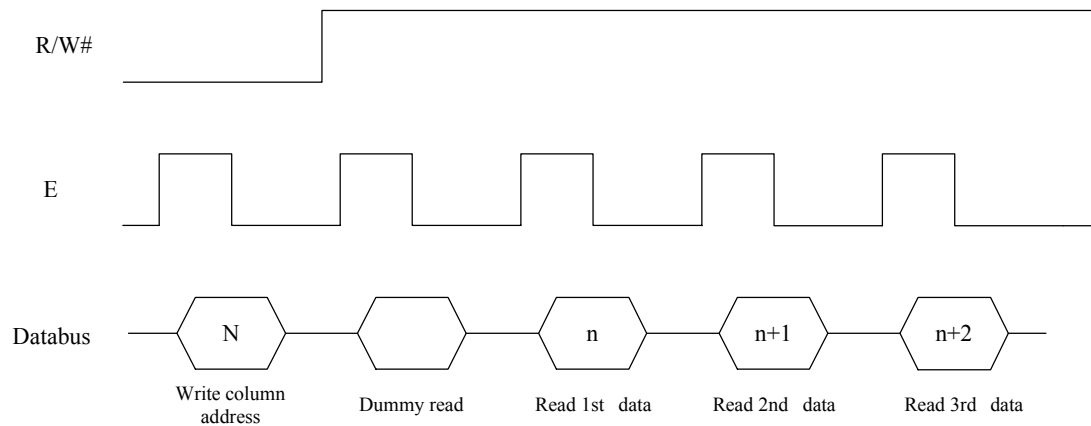 R/W#
E
Databus
N
n
n+1
n+2
Write column
address
Dummy read
Read 1st data
Read 2nd data
Read 3rd data